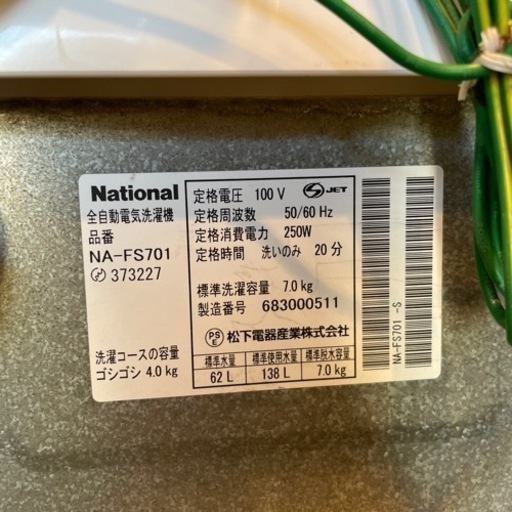 National
全自動電気洗濯機
品番
NA-FS701
373227
洗濯コースの容量
ゴシゴシ 4.0 kg
定格電圧 100 V
JET
定格周波数 50/60 Hz
定格消費電力 250W
定格時間 洗いのみ 20分
標準洗濯容量 7.0 kg
製造番号 683000511
PS E 松下電器産業株式会社
標準水量 標準使用水量 標準脱水容量
62 L 138 L 7.0 kg
NA-FS701 -S